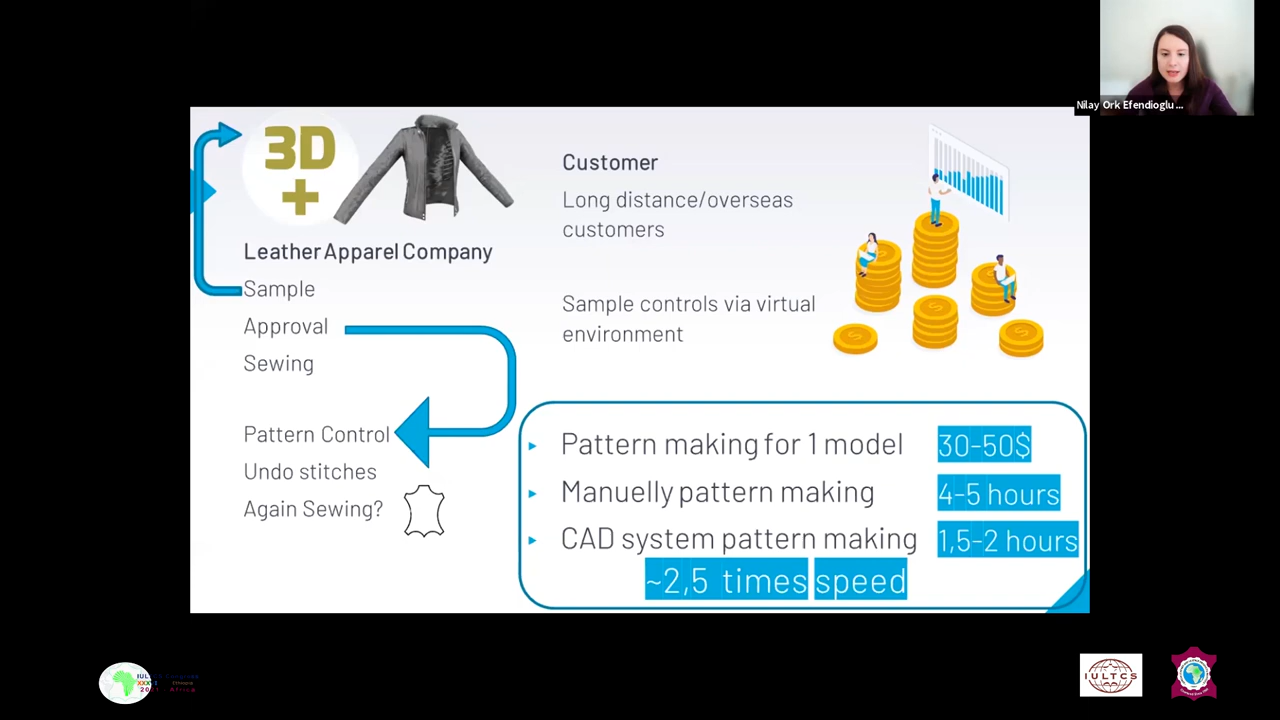 Nilay Ork Efendioglu ...
3D
+
Leather Apparel Company
Sample
Approval
Sewing
Pattern Control
Undo stitches
Again Sewing?
Customer
Long distance/overseas
customers
Sample controls via virtual
environment
Pattern making for 1 model 30-50$
Manuelly pattern making 4-5 hours
CAD system pattern making 1,5-2 hours
~2,5 times speed
IULTCS